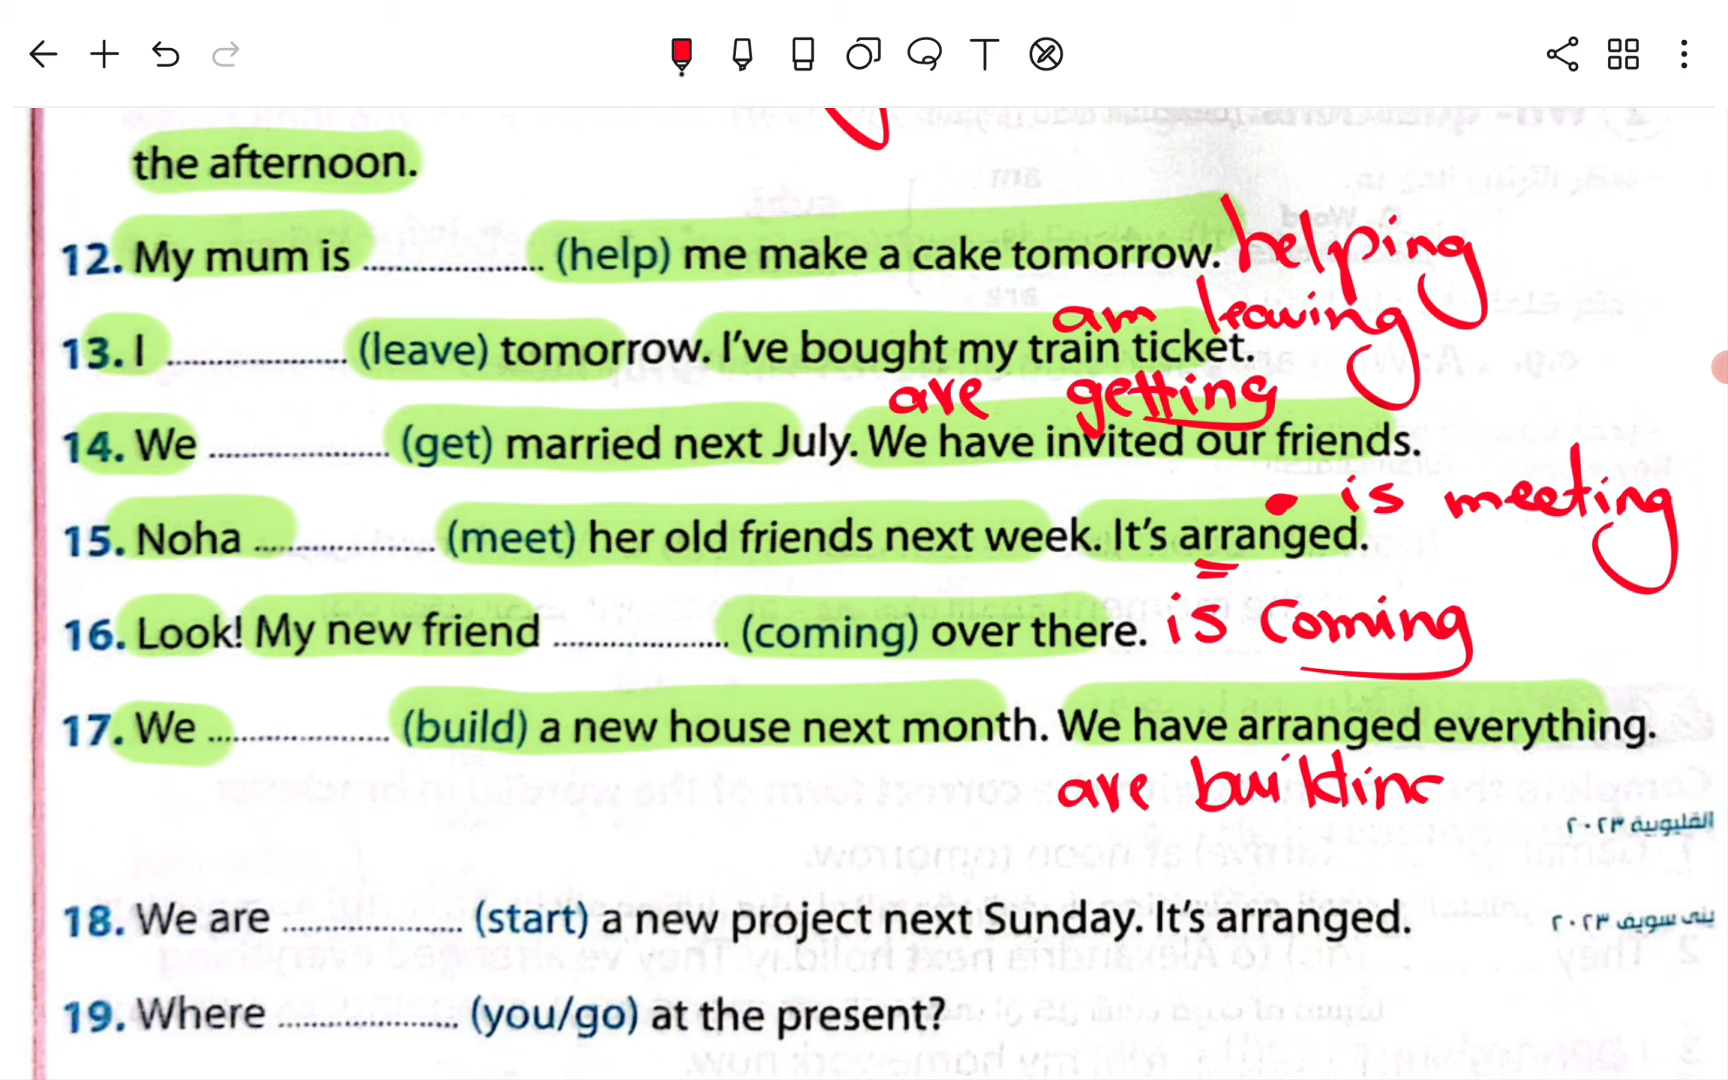 the afternoon.
12. My mum is .................... (help) me make a cake tomorrow. helping
am leaving
13. I .................... (leave) tomorrow. I've bought my train ticket.
are getting
14. We .................... (get) married next July. We have invited our friends.
is meeting
15. Noha .................... (meet) her old friends next week. It's arranged.
16. Look! My new friend .................... (coming) over there. is coming
17. We .................... (build) a new house next month. We have arranged everything.
are
القليوبية ٢٠٢٣
18. We are .................... (start) a new project next Sunday. It's arranged. بنى سويف ٢٠٢٣
19. Where .................... (you/go) at the present?